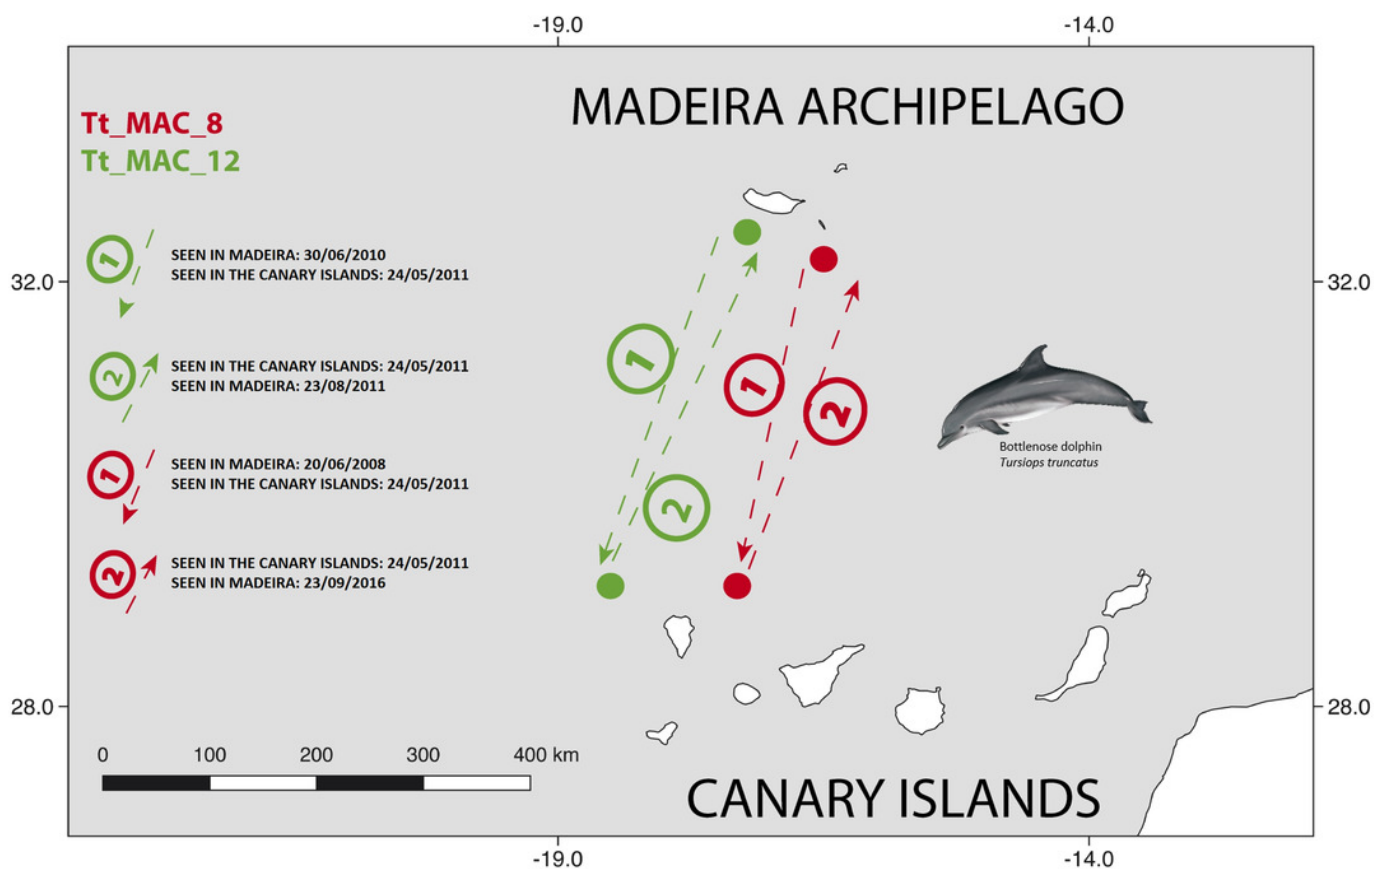 -19.0 -14.0
MADEIRA ARCHIPELAGO
Tt_MAC_8
Tt_MAC_12
1 SEEN IN MADEIRA: 30/06/2010
SEEN IN THE CANARY ISLANDS: 24/05/2011
32.0 32.0
2 SEEN IN THE CANARY ISLANDS: 24/05/2011
SEEN IN MADEIRA: 23/08/2011
1 SEEN IN MADEIRA: 20/06/2008
SEEN IN THE CANARY ISLANDS: 24/05/2011
2 SEEN IN THE CANARY ISLANDS: 24/05/2011
SEEN IN MADEIRA: 23/09/2016
1
1
2
2
Bottlenose dolphin
Tursiops truncatus
28.0 28.0
0 100 200 300 400 km
CANARY ISLANDS
-19.0 -14.0